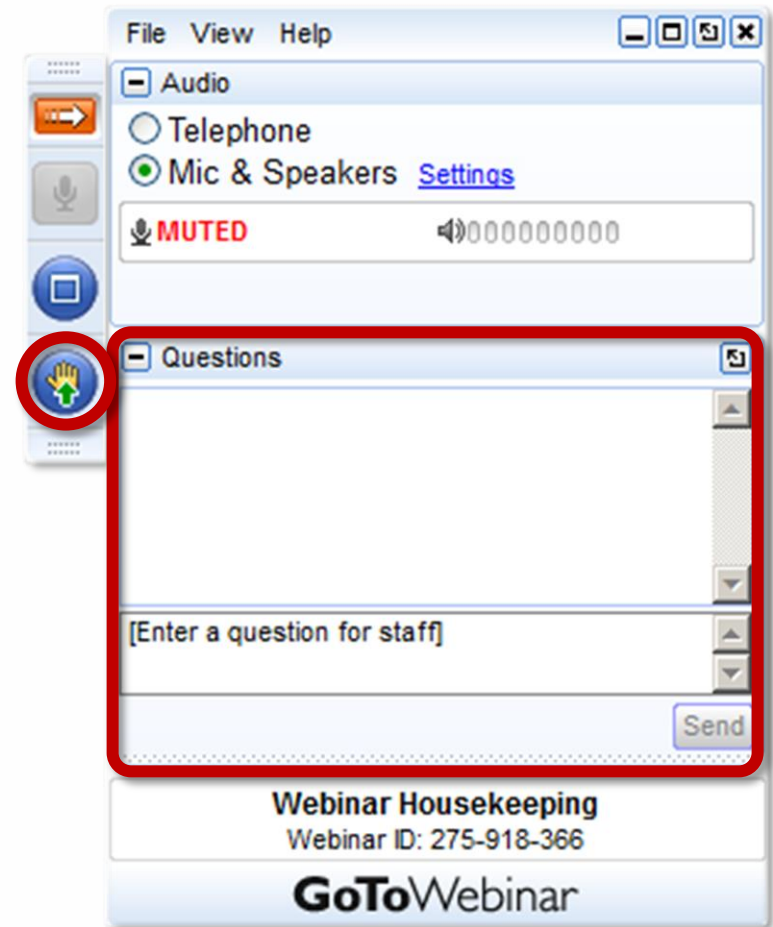 File View Help
Audio
Telephone
Mic & Speakers Settings
MUTED 000000000
Questions
[Enter a question for staff]
Send
Webinar Housekeeping
Webinar ID: 275-918-366
GoToWebinar